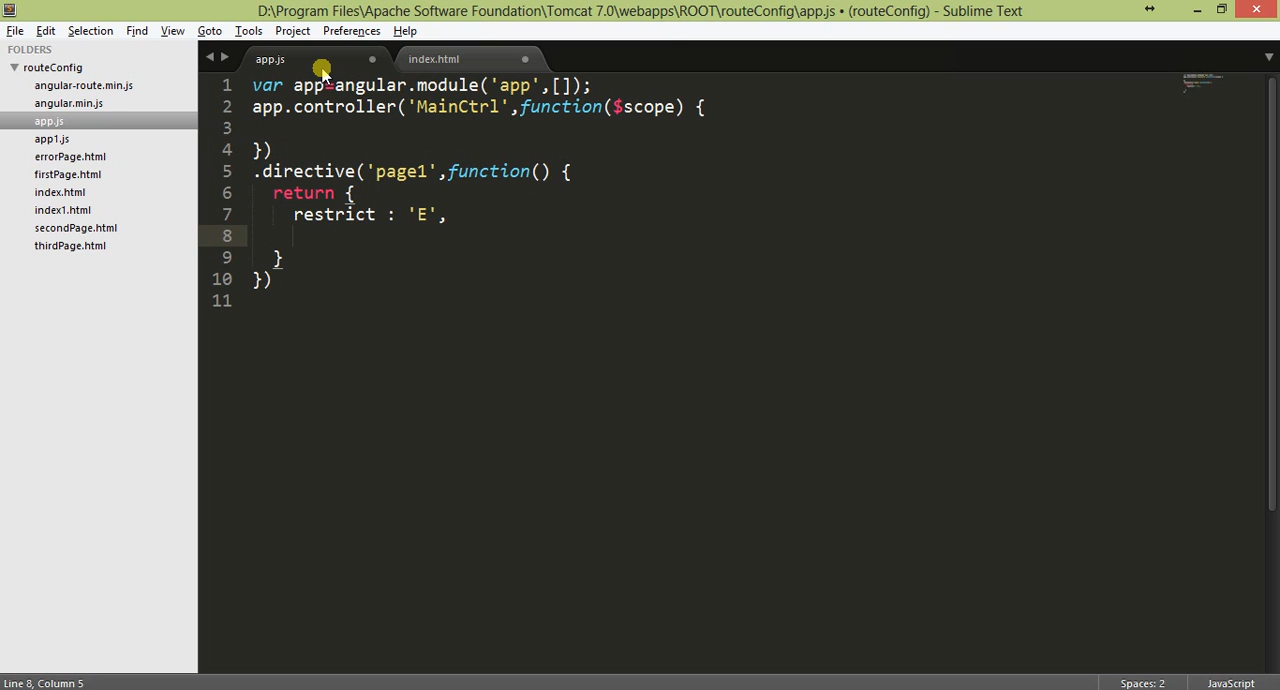 D:\Program Files\Apache Software Foundation\Tomcat 7.0\webapps\ROOT\routeConfig\app.js • (routeConfig) - Sublime Text
File Edit Selection Find View Goto Tools Project Preferences Help
FOLDERS
routeConfig
angular-route.min.js
angular.min.js
app.js
app1.js
errorPage.html
firstPage.html
index.html
index1.html
secondPage.html
thirdPage.html
app.js index.html
1 var app=angular.module('app',[]);
2 app.controller('MainCtrl',function($scope) {
3
4 })
5 .directive('page1',function() {
6 return {
7 restrict : 'E',
8
9 }
10 })
11
Line 8, Column 5 Spaces: 2 JavaScript